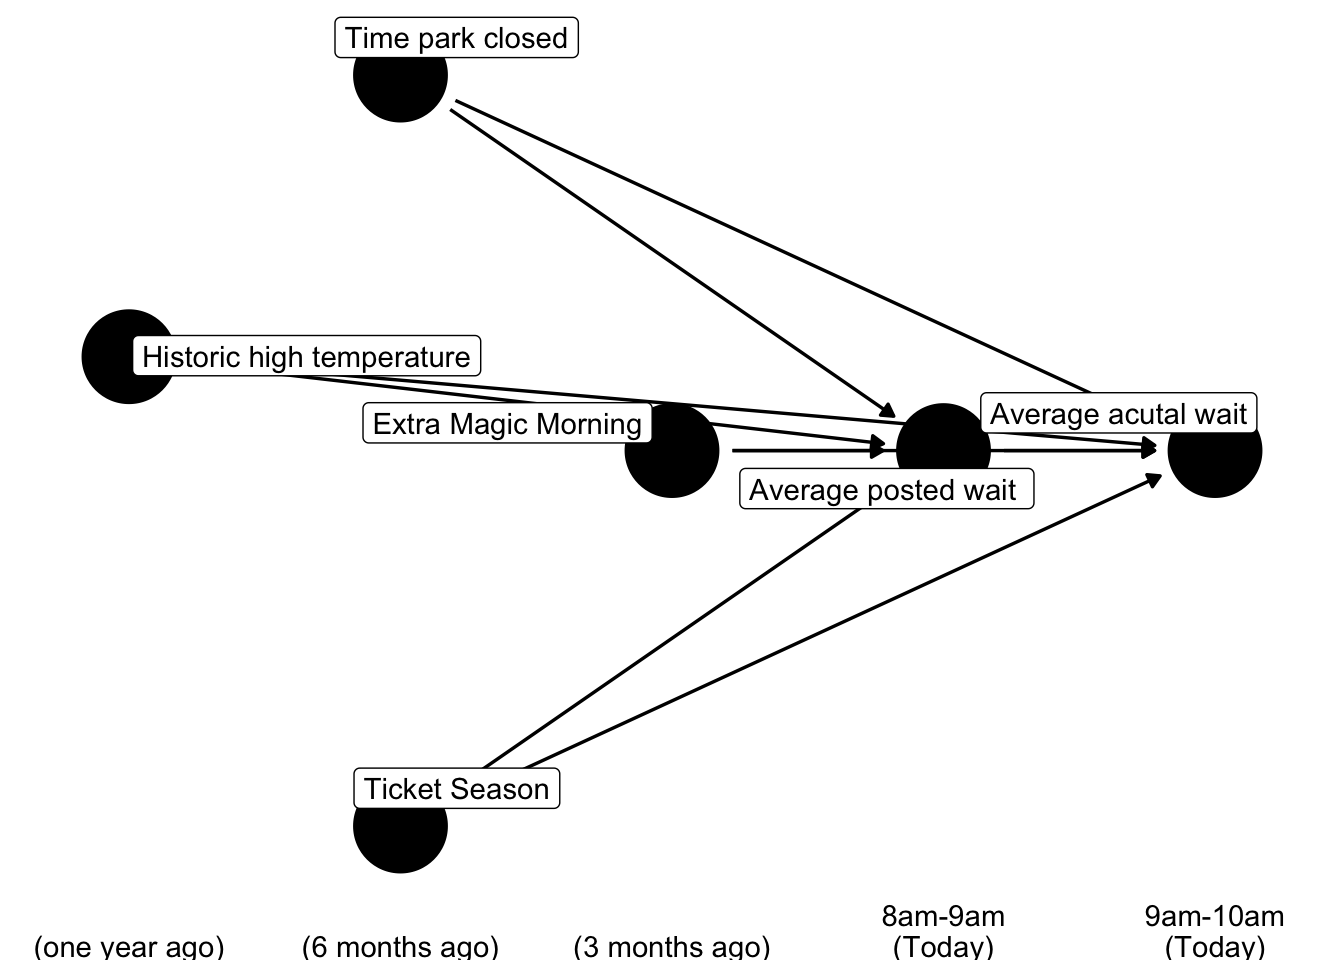 Time park closed
Historic high temperature
Extra Magic Morning
Average acutal wait
Average posted wait
Ticket Season
(one year ago)
(6 months ago)
(3 months ago)
8am-9am
(Today)
9am-10am
(Today)